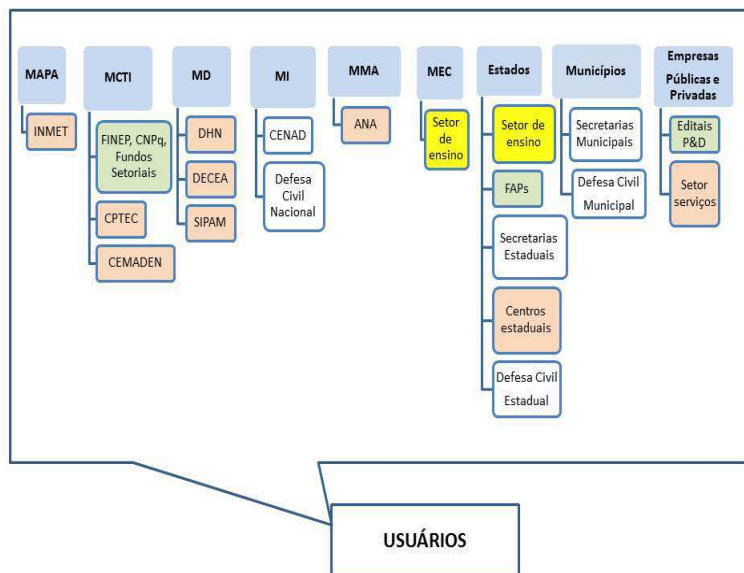 MAPA
INMET
MCTI
FINEP, CNPq,
Fundos
Setoriais
CPTEC
CEMADEN
MD
DHN
DECEA
SIPAM
MI
CENAD
Defesa
Civil
Nacional
MMA
ANA
MEC
Setor
de
ensino
Estados
Setor de
ensino
FAPs
Secretarias
Estaduais
Centros
estaduais
Defesa Civil
Estadual
Municípios
Secretarias
Municipais
Defesa Civil
Municipal
Empresas
Públicas e
Privadas
Editais
P&D
Setor
serviços
USUÁRIOS